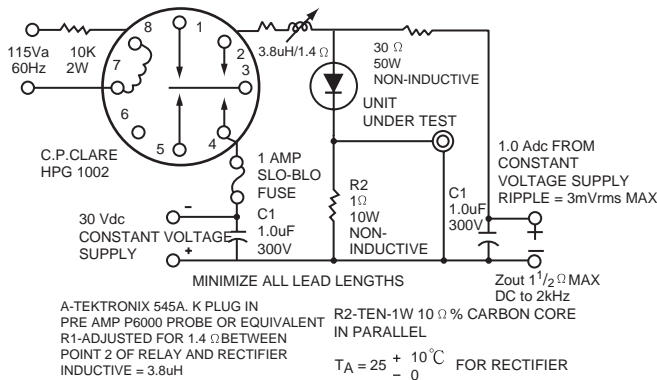 115Va
60Hz
10K
2W
8
1
7
2
3
6
5
4
3.8uH/1.4 Ω
30 Ω
50W
NON-INDUCTIVE
UNIT
UNDER TEST
C.P.CLARE
HPG 1002
1 AMP
SLO-BLO
FUSE
R2
1Ω
10W
NON-
INDUCTIVE
C1
1.0uF
300V
1.0 Adc FROM
CONSTANT
VOLTAGE SUPPLY
RIPPLE = 3mVrms MAX
+
−
30 Vdc
CONSTANT VOLTAGE
SUPPLY
−
+
C1
1.0uF
300V
MINIMIZE ALL LEAD LENGTHS
Zout 1 1/2 Ω MAX
DC to 2kHz
A-TEKTRONIX 545A. K PLUG IN
PRE AMP P6000 PROBE OR EQUIVALENT
R1-ADJUSTED FOR 1.4 Ω BETWEEN
POINT 2 OF RELAY AND RECTIFIER
INDUCTIVE = 3.8uH
R2-TEN-1W 10 Ω % CARBON CORE
IN PARALLEL
TA = 25 + 10℃ FOR RECTIFIER
− 0